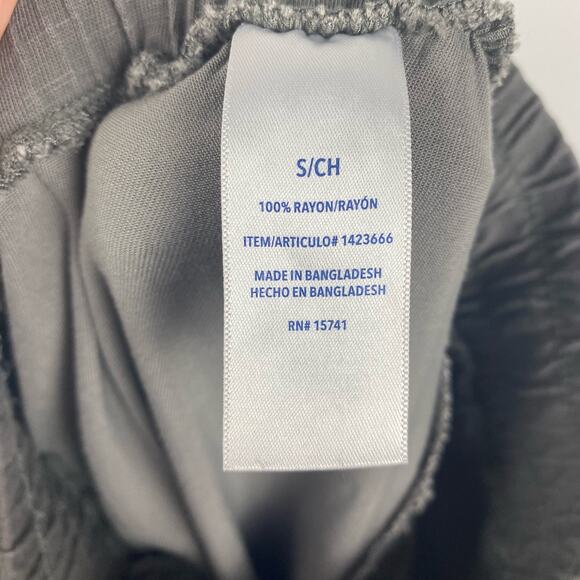 S/CH
100% RAYON/RAYÓN
ITEM/ARTICULO# 1423666
MADE IN BANGLADESH
HECHO EN BANGLADESH
RN# 15741